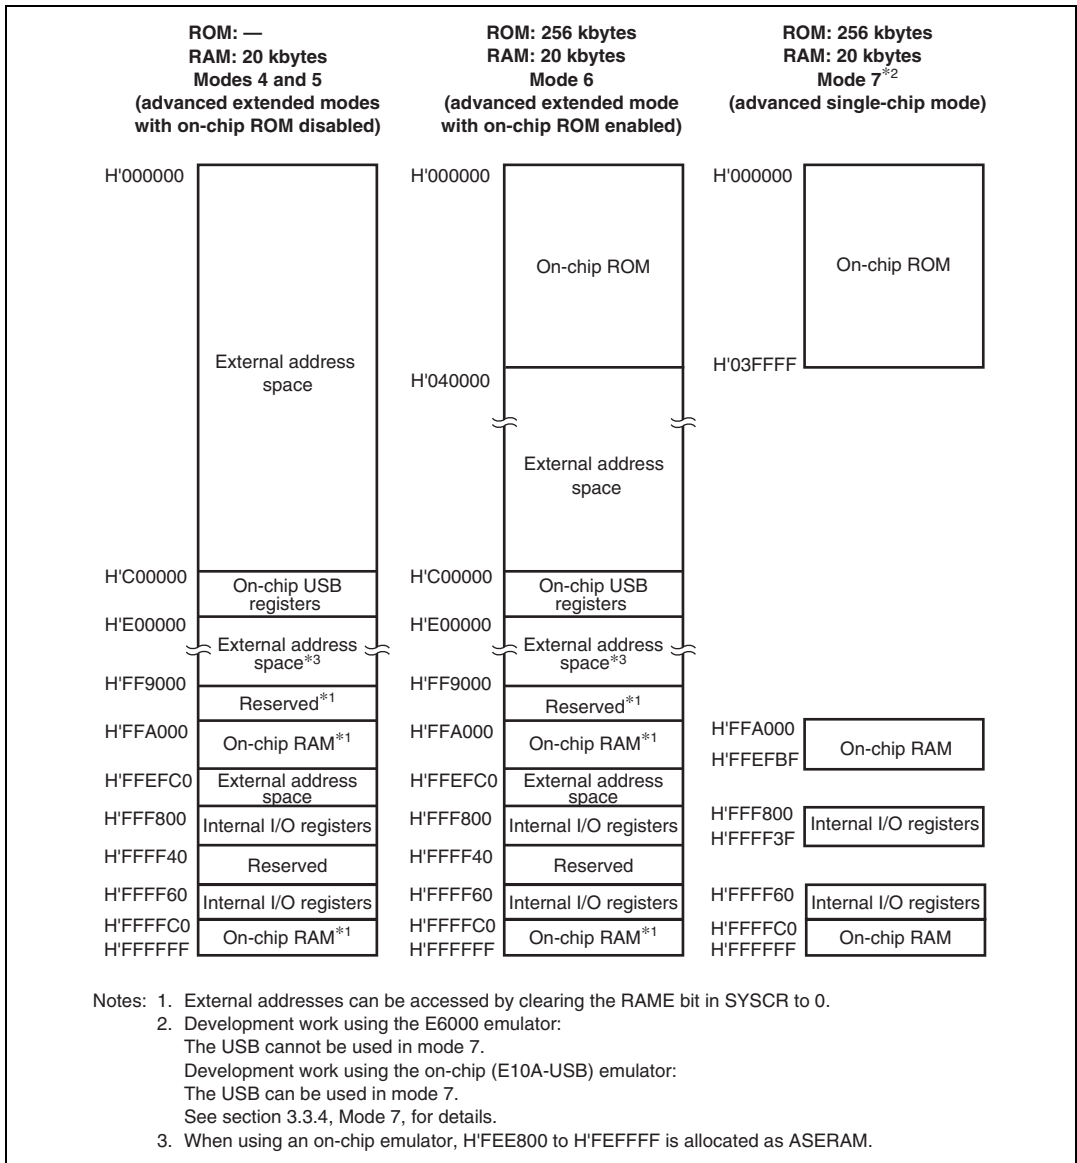 ROM: —
RAM: 20 kbytes
Modes 4 and 5
(advanced extended modes
with on-chip ROM disabled)
ROM: 256 kbytes
RAM: 20 kbytes
Mode 6
(advanced extended mode
with on-chip ROM enabled)
ROM: 256 kbytes
RAM: 20 kbytes
Mode 7*2
(advanced single-chip mode)
H'000000
External address
space
H'C00000
On-chip USB
registers
H'E00000
External address
space*3
H'FF9000
Reserved*1
H'FFA000
On-chip RAM*1
H'FFEFC0
External address
space
H'FFF800
Internal I/O registers
H'FFFF40
Reserved
H'FFFF60
Internal I/O registers
H'FFFFC0
On-chip RAM*1
H'FFFFFF
H'000000
On-chip ROM
H'040000
External address
space
H'C00000
On-chip USB
registers
H'E00000
External address
space*3
H'FF9000
Reserved*1
H'FFA000
On-chip RAM*1
H'FFEFC0
External address
space
H'FFF800
Internal I/O registers
H'FFFF40
Reserved
H'FFFF60
Internal I/O registers
H'FFFFC0
On-chip RAM*1
H'FFFFFF
H'000000
On-chip ROM
H'03FFFF
H'FFA000
On-chip RAM
H'FFEFBF
H'FFF800
Internal I/O registers
H'FFFF3F
H'FFFF60
Internal I/O registers
H'FFFFC0
On-chip RAM
H'FFFFFF
Notes: 1. External addresses can be accessed by clearing the RAME bit in SYSCR to 0.
2. Development work using the E6000 emulator:
The USB cannot be used in mode 7.
Development work using the on-chip (E10A-USB) emulator:
The USB can be used in mode 7.
See section 3.3.4, Mode 7, for details.
3. When using an on-chip emulator, H'FEE800 to H'FEFFFF is allocated as ASERAM.